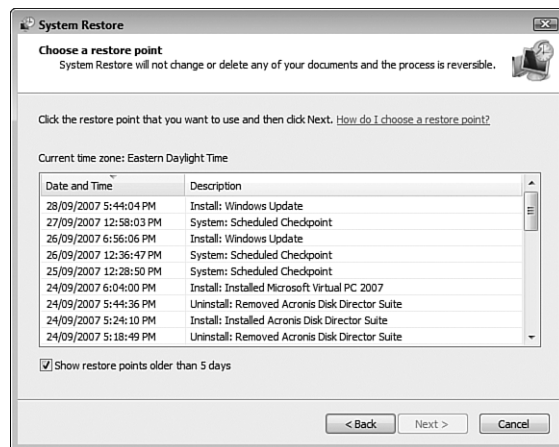 System Restore
Choose a restore point
System Restore will not change or delete any of your documents and the process is reversible.
Click the restore point that you want to use and then click Next. How do I choose a restore point?
Current time zone: Eastern Daylight Time
Date and Time Description
28/09/2007 5:44:04 PM Install: Windows Update
27/09/2007 12:58:03 PM System: Scheduled Checkpoint
26/09/2007 6:56:06 PM Install: Windows Update
26/09/2007 12:36:47 PM System: Scheduled Checkpoint
25/09/2007 12:28:50 PM System: Scheduled Checkpoint
24/09/2007 6:04:00 PM Install: Installed Microsoft Virtual PC 2007
24/09/2007 5:44:36 PM Uninstall: Removed Acronis Disk Director Suite
24/09/2007 5:24:10 PM Install: Installed Acronis Disk Director Suite
24/09/2007 5:18:49 PM Uninstall: Removed Acronis Disk Director Suite
Show restore points older than 5 days
< Back Next > Cancel